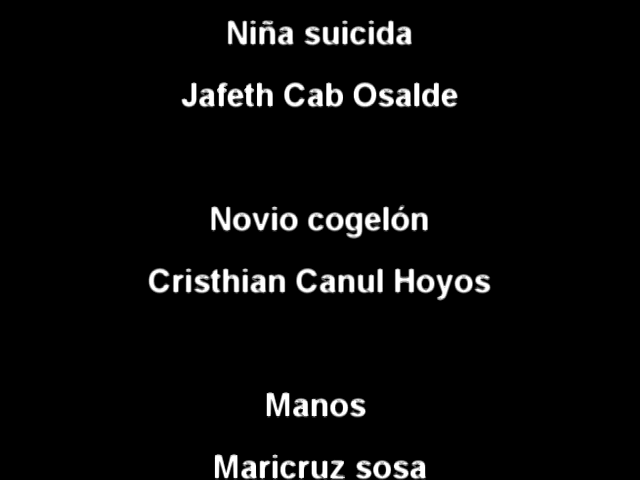 Niña suicida
Jafeth Cab Osalde
Novio cogelón
Cristhian Canul Hoyos
Manos
Maricruz sosa